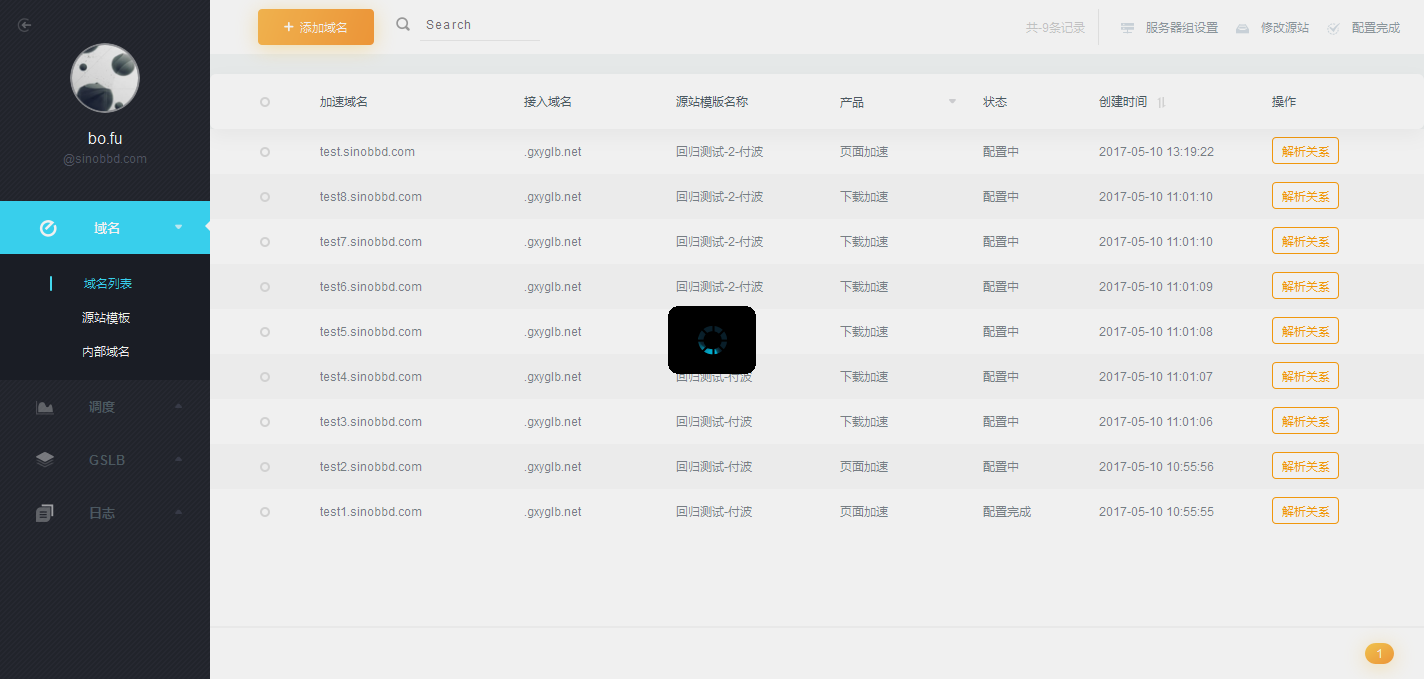 bo.fu
@sinobbd.com
域名
域名列表
源站模板
内部域名
调度
GSLB
日志
+ 添加域名 Search 共-9条记录 服务器组设置 修改源站 配置完成
加速域名 接入域名 源站模版名称 产品 状态 创建时间 操作
test.sinobbd.com .gxyglb.net 回归测试-2-付波 页面加速 配置中 2017-05-10 13:19:22 解析关系
test8.sinobbd.com .gxyglb.net 回归测试-2-付波 下载加速 配置中 2017-05-10 11:01:10 解析关系
test7.sinobbd.com .gxyglb.net 回归测试-2-付波 下载加速 配置中 2017-05-10 11:01:10 解析关系
test6.sinobbd.com .gxyglb.net 回归测试-2-付波 下载加速 配置中 2017-05-10 11:01:09 解析关系
test5.sinobbd.com .gxyglb.net 下载加速 配置中 2017-05-10 11:01:08 解析关系
test4.sinobbd.com .gxyglb.net 回归测试-付波 下载加速 配置中 2017-05-10 11:01:07 解析关系
test3.sinobbd.com .gxyglb.net 回归测试-付波 下载加速 配置中 2017-05-10 11:01:06 解析关系
test2.sinobbd.com .gxyglb.net 回归测试-付波 页面加速 配置中 2017-05-10 10:55:56 解析关系
test1.sinobbd.com .gxyglb.net 回归测试-付波 页面加速 配置完成 2017-05-10 10:55:55 解析关系
1